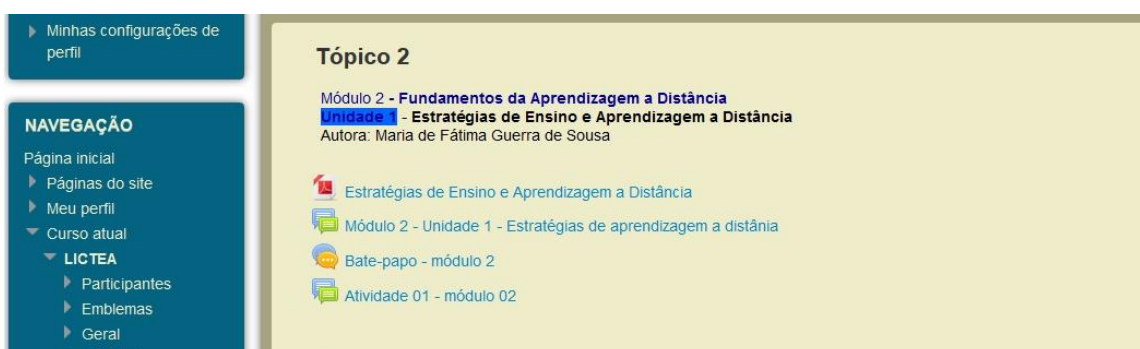 Minhas configurações de
perfil
NAVEGAÇÃO
Página inicial
Páginas do site
Meu perfil
Curso atual
LICTEA
Participantes
Emblemas
Geral
Tópico 2
Módulo 2 - Fundamentos da Aprendizagem a Distância
Unidade 1 - Estratégias de Ensino e Aprendizagem a Distância
Autora: Maria de Fátima Guerra de Sousa
Estratégias de Ensino e Aprendizagem a Distância
Módulo 2 - Unidade 1 - Estratégias de aprendizagem a distânia
Bate-papo - módulo 2
Atividade 01 - módulo 02